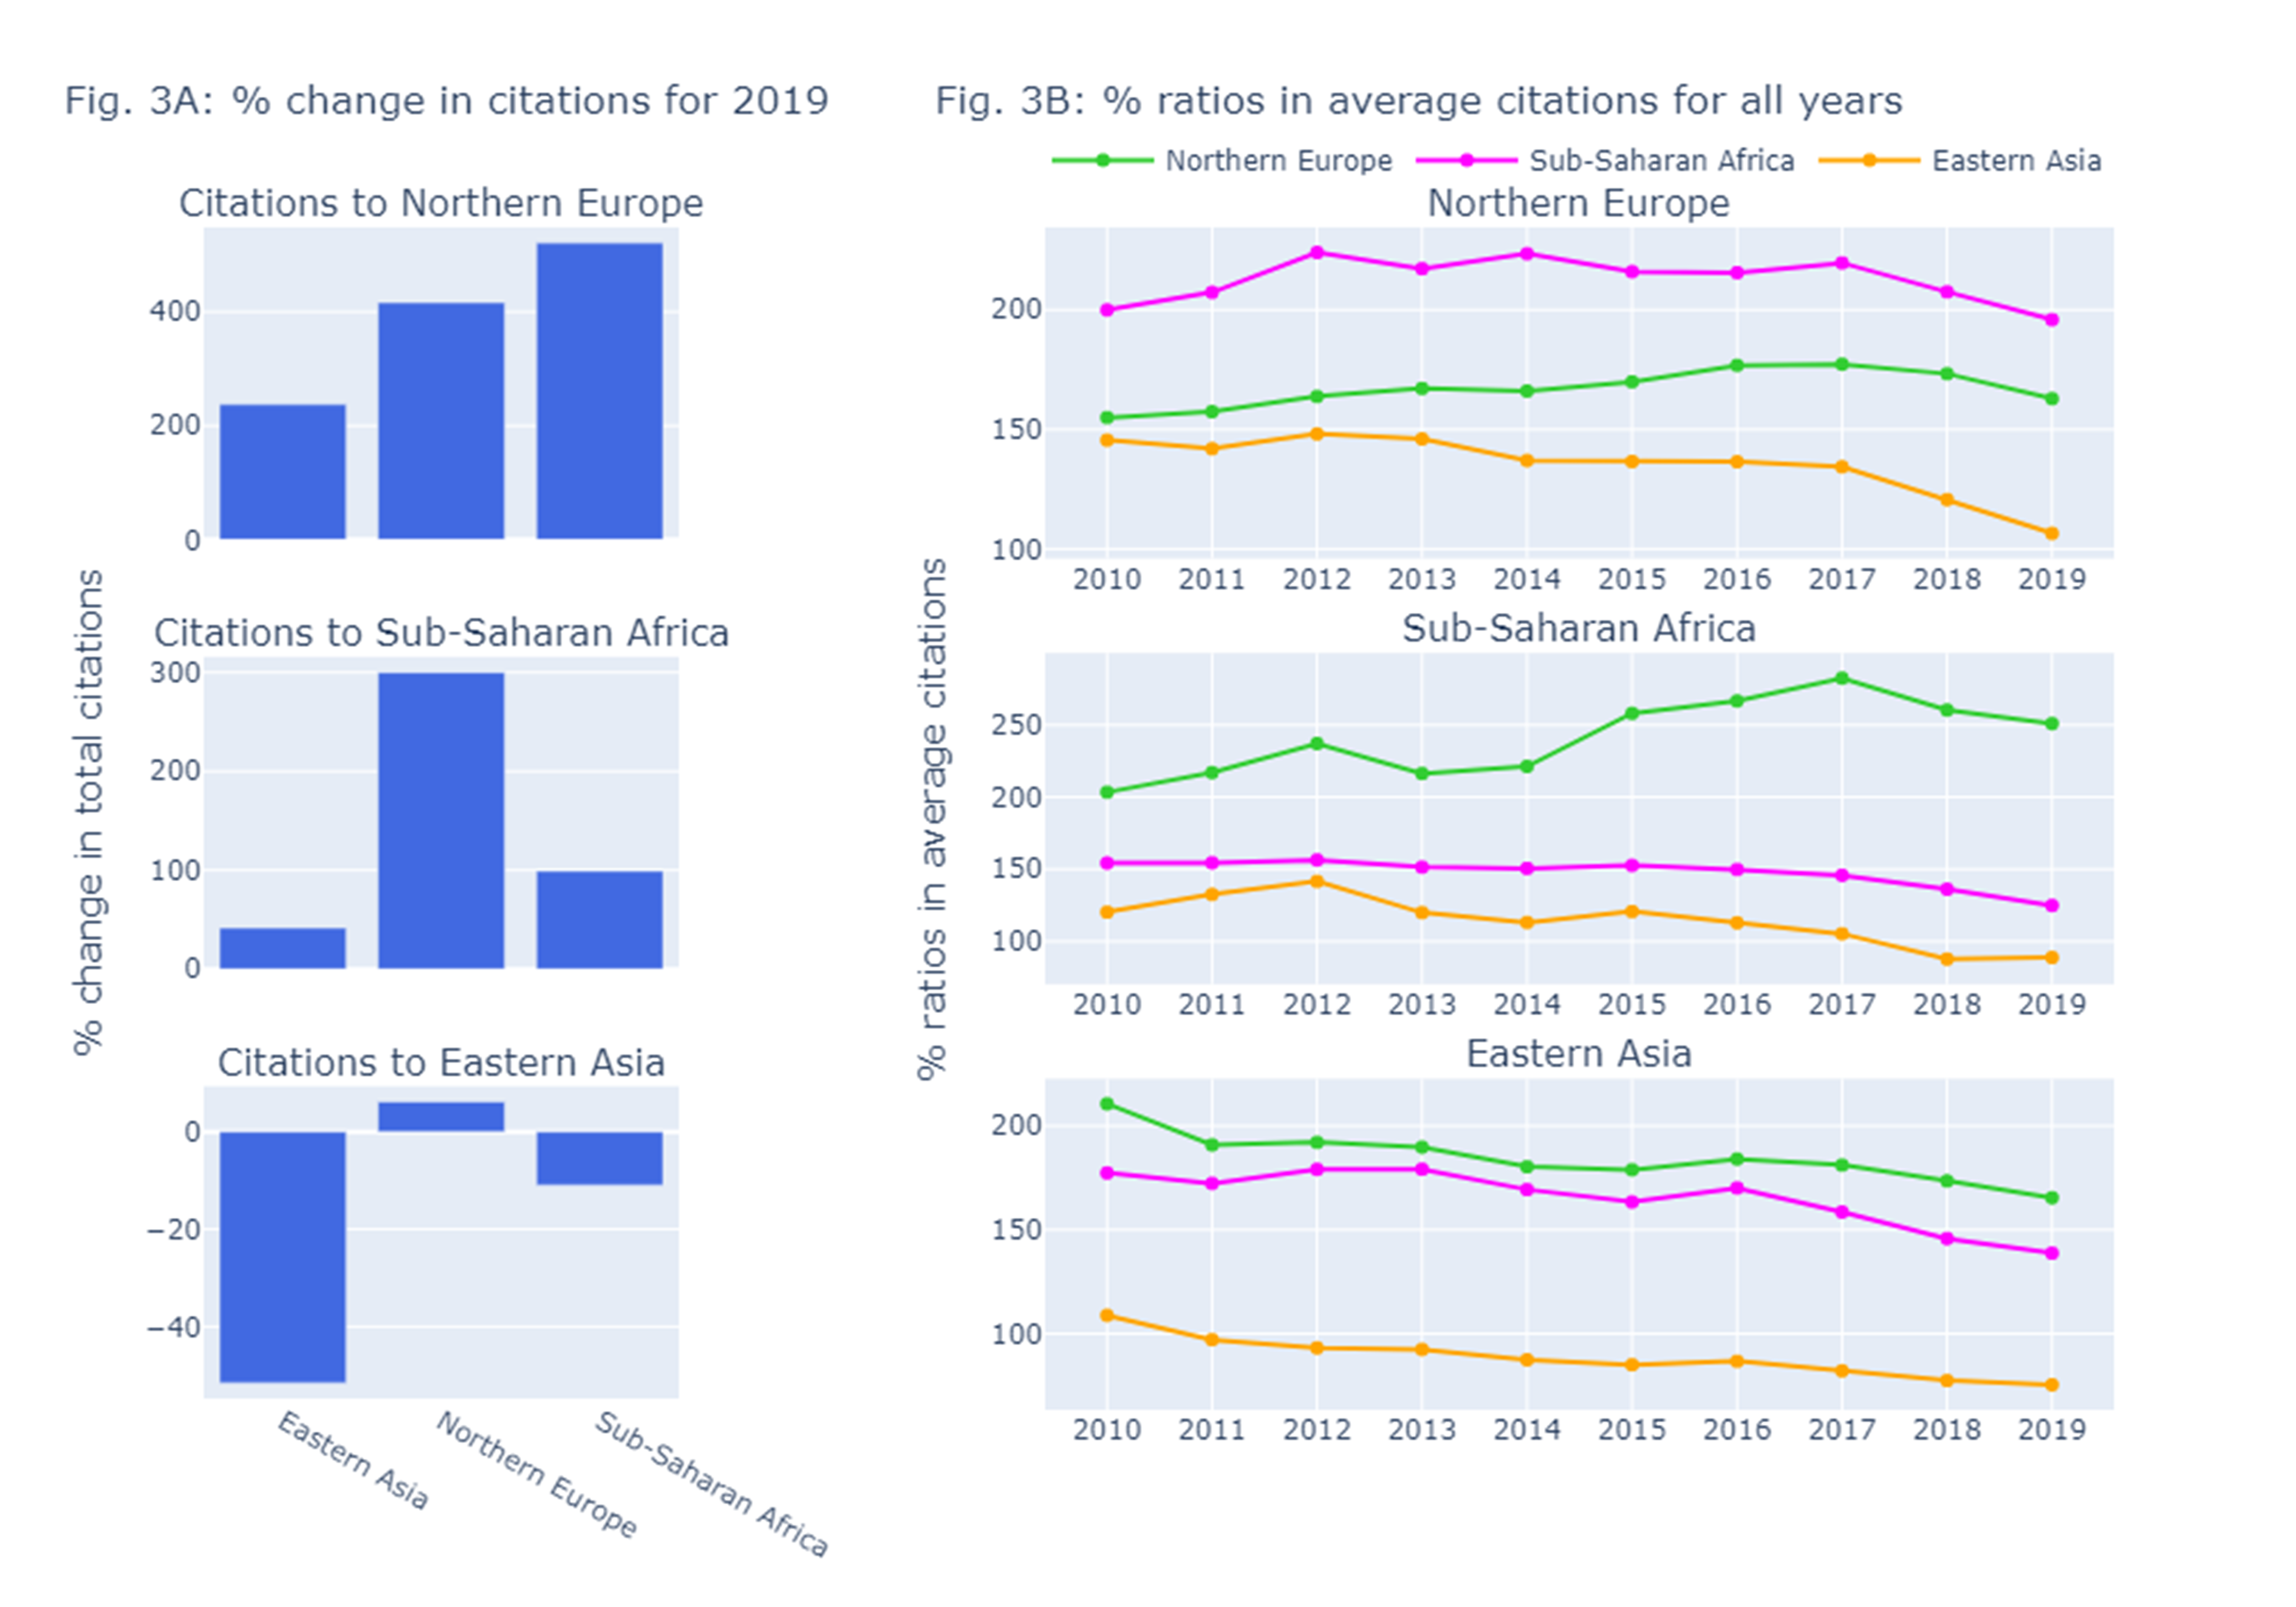 Fig. 3A: % change in citations for 2019
Citations to Northern Europe
400
200
0
% change in total citations
Citations to Sub-Saharan Africa
300
200
100
0
Citations to Eastern Asia
0
−20
−40
Eastern Asia
Northern Europe
Sub-Saharan Africa
Fig. 3B: % ratios in average citations for all years
Northern Europe Sub-Saharan Africa Eastern Asia
Northern Europe
200
150
100
2010 2011 2012 2013 2014 2015 2016 2017 2018 2019
% ratios in average citations
Sub-Saharan Africa
250
200
150
100
2010 2011 2012 2013 2014 2015 2016 2017 2018 2019
Eastern Asia
200
150
100
2010 2011 2012 2013 2014 2015 2016 2017 2018 2019